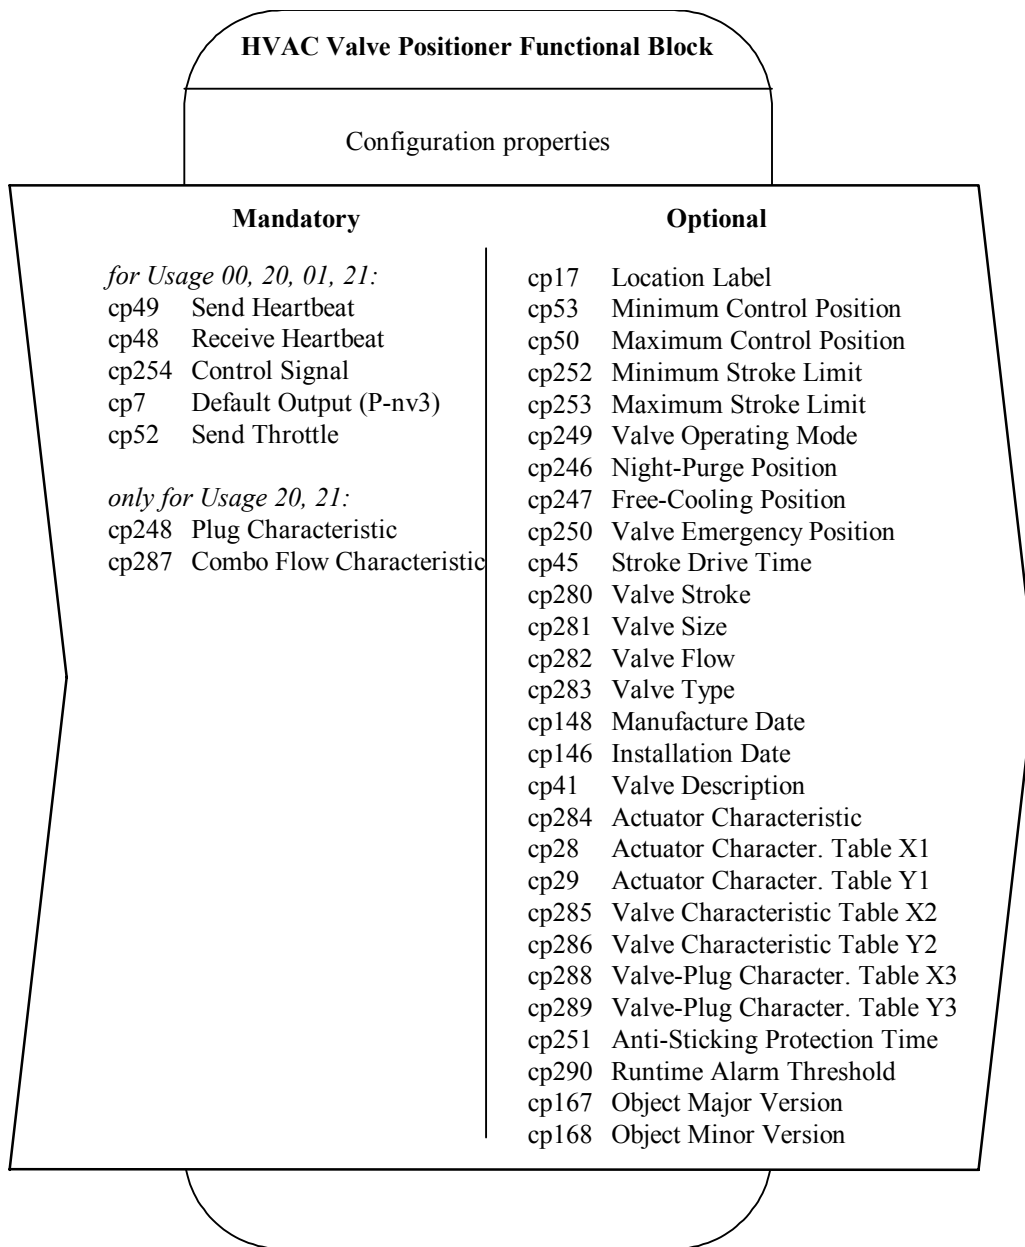 HVAC Valve Positioner Functional Block
Configuration properties
Mandatory
for Usage 00, 20, 01, 21:
cp49 Send Heartbeat
cp48 Receive Heartbeat
cp254 Control Signal
cp7 Default Output (P-nv3)
cp52 Send Throttle
only for Usage 20, 21:
cp248 Plug Characteristic
cp287 Combo Flow Characteristic
Optional
cp17 Location Label
cp53 Minimum Control Position
cp50 Maximum Control Position
cp252 Minimum Stroke Limit
cp253 Maximum Stroke Limit
cp249 Valve Operating Mode
cp246 Night-Purge Position
cp247 Free-Cooling Position
cp250 Valve Emergency Position
cp45 Stroke Drive Time
cp280 Valve Stroke
cp281 Valve Size
cp282 Valve Flow
cp283 Valve Type
cp148 Manufacture Date
cp146 Installation Date
cp41 Valve Description
cp284 Actuator Characteristic
cp28 Actuator Character. Table X1
cp29 Actuator Character. Table Y1
cp285 Valve Characteristic Table X2
cp286 Valve Characteristic Table Y2
cp288 Valve-Plug Character. Table X3
cp289 Valve-Plug Character. Table Y3
cp251 Anti-Sticking Protection Time
cp290 Runtime Alarm Threshold
cp167 Object Major Version
cp168 Object Minor Version